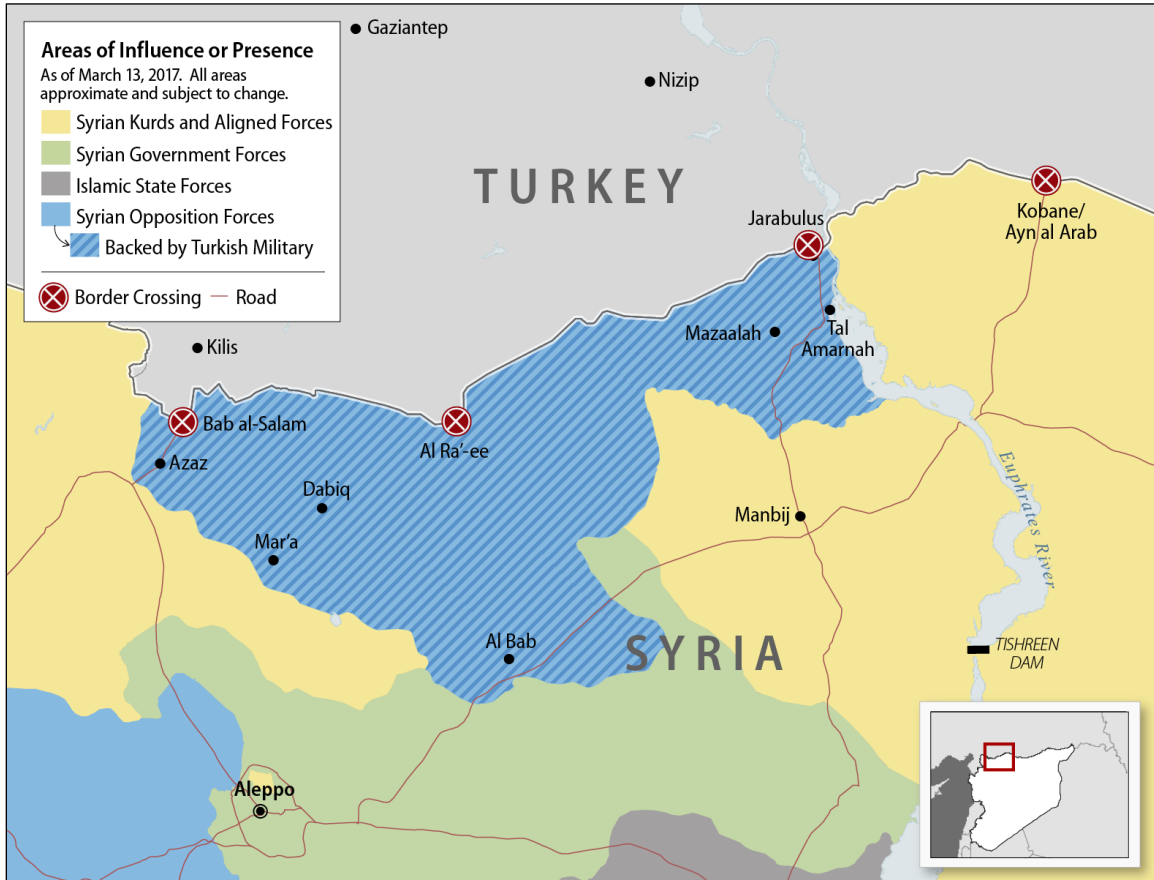 Areas of Influence or Presence
As of March 13, 2017. All areas
approximate and subject to change.
Syrian Kurds and Aligned Forces
Syrian Government Forces
Islamic State Forces
Syrian Opposition Forces
Backed by Turkish Military
Border Crossing
Road
Gaziantep
Nizip
TURKEY
Jarabulus
Kobane/
Ayn al Arab
Kilis
Mazaalah
Tal
Amarnah
Bab al-Salam
Al Ra'-ee
Azaz
Dabiq
Mar'a
Manbij
Euphrates River
Al Bab
SYRIA
TISHREEN
DAM
Aleppo